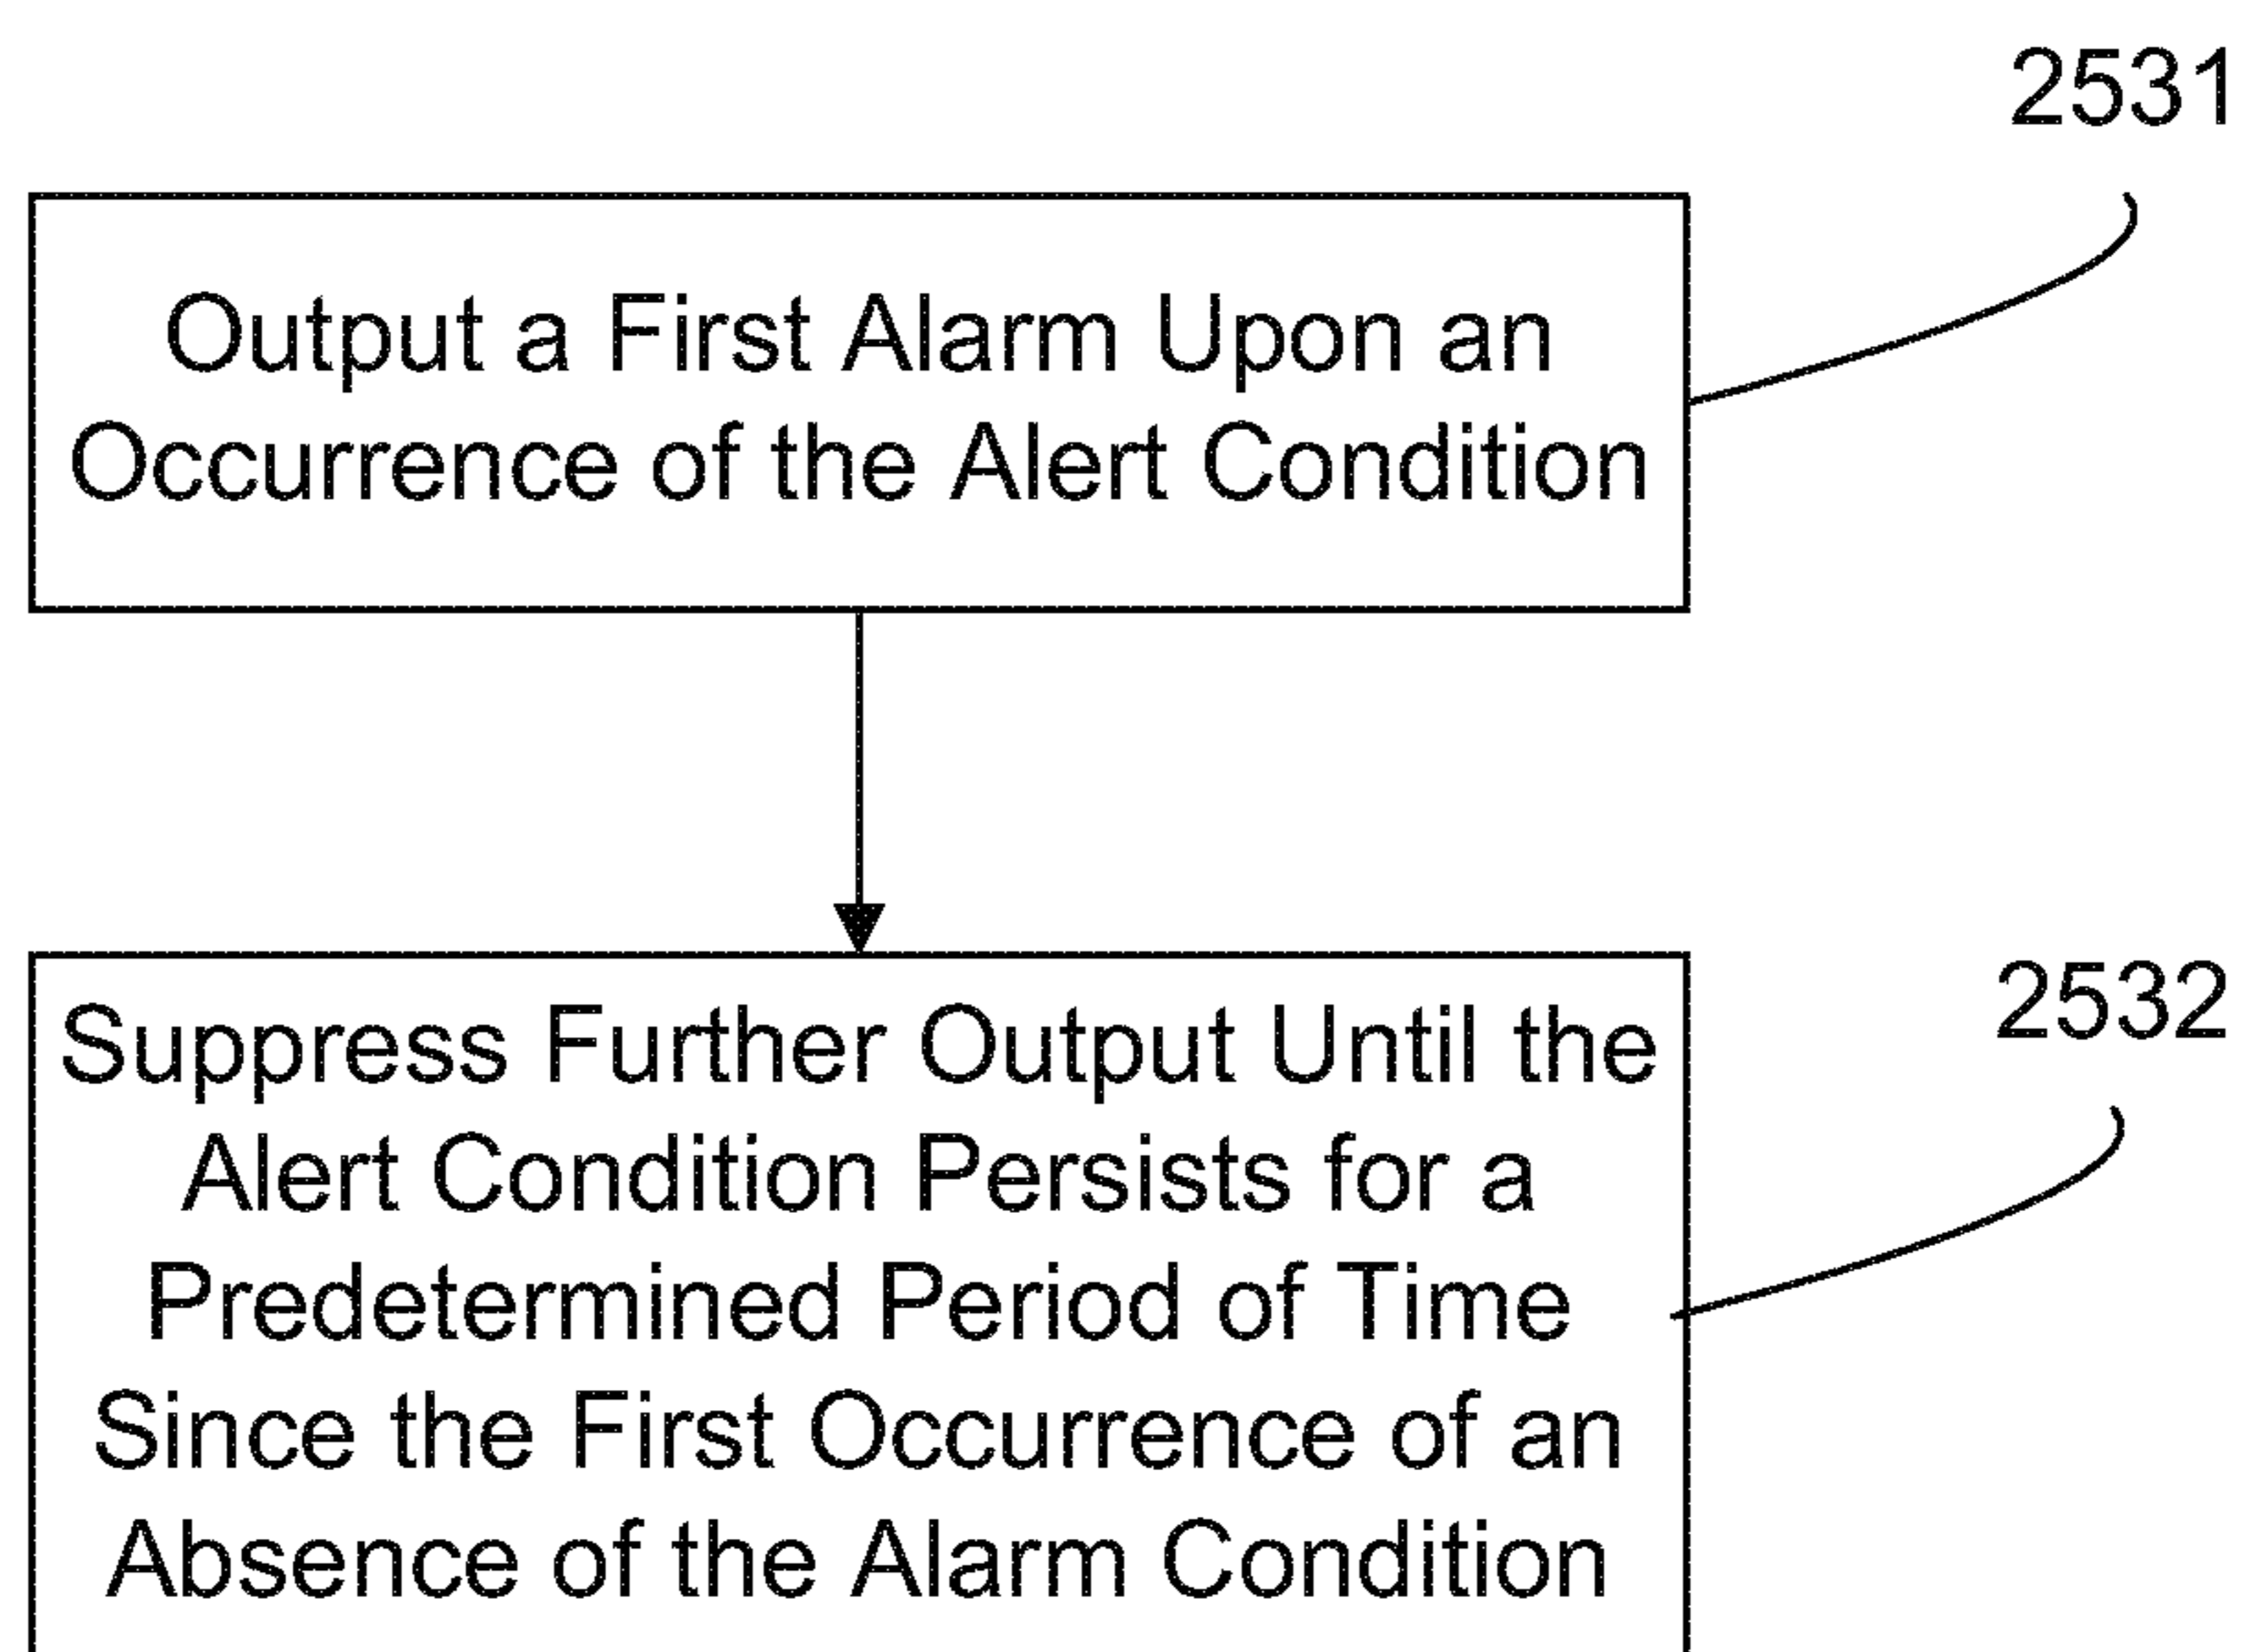 2531
Output a First Alarm Upon an
Occurrence of the Alert Condition
2532
Suppress Further Output Until the
Alert Condition Persists for a
Predetermined Period of Time
Since the First Occurrence of an
Absence of the Alarm Condition